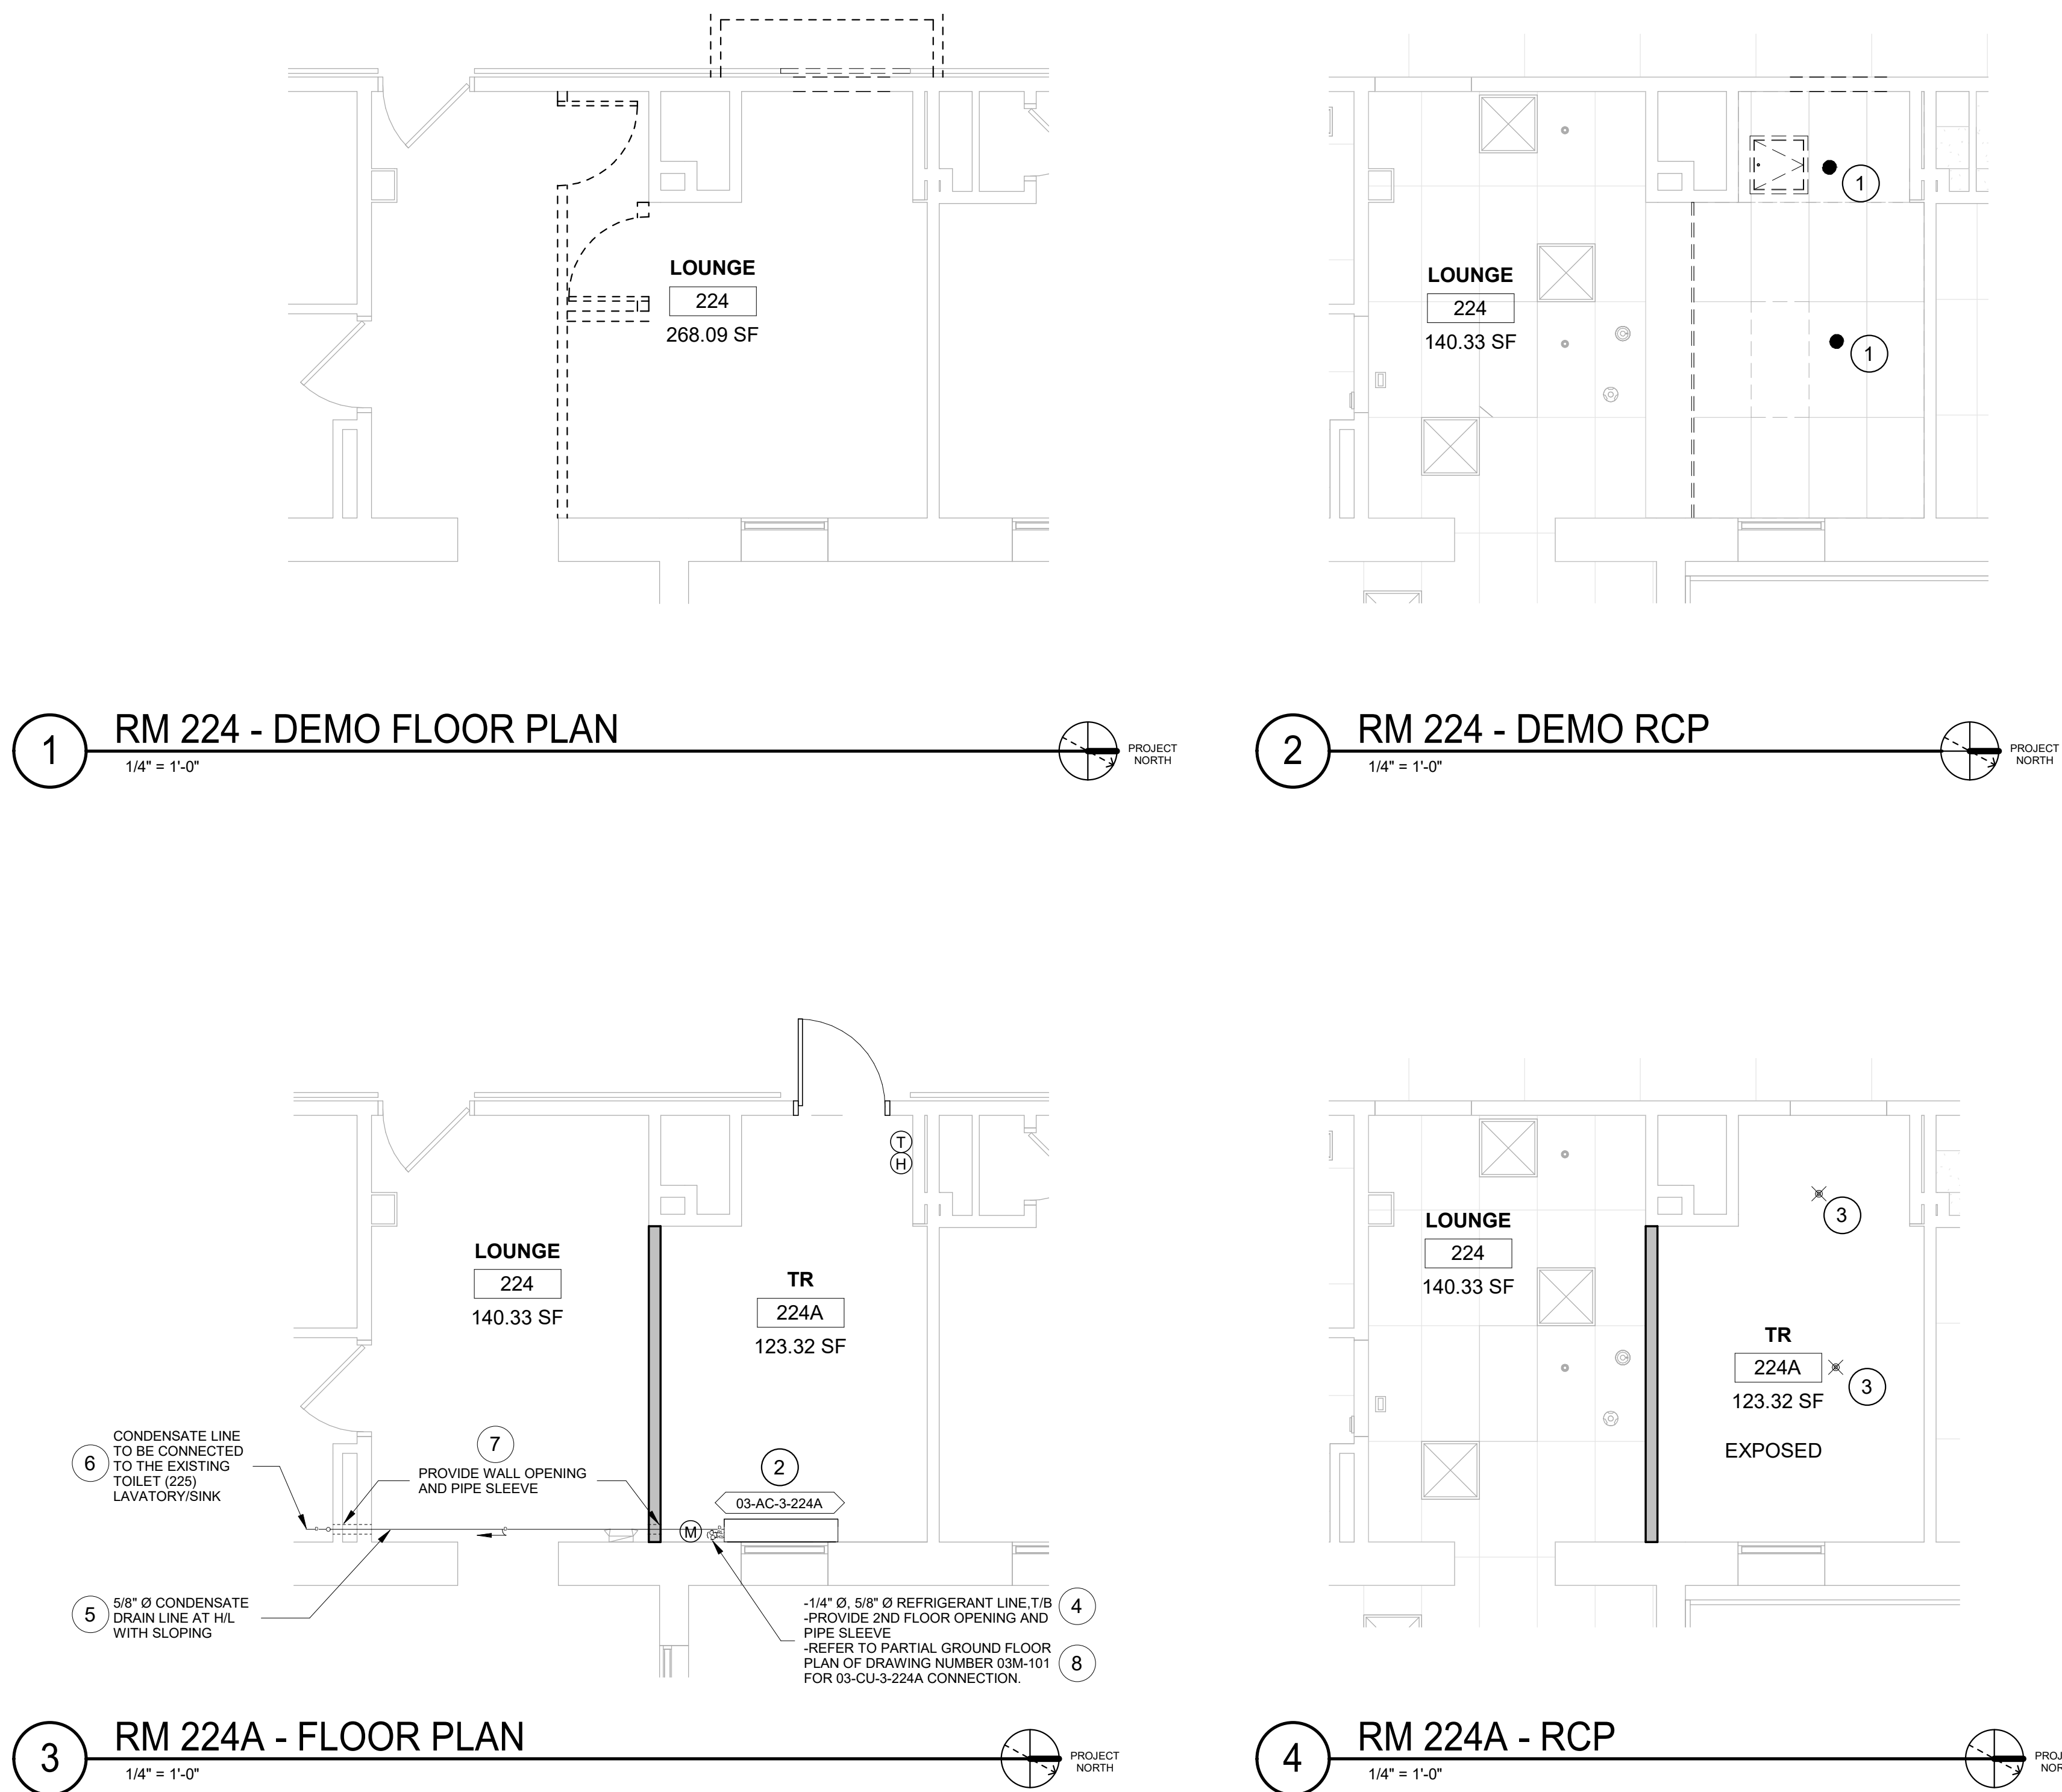 LOUNGE
224
268.09 SF
1
RM 224 - DEMO FLOOR PLAN
1/4" = 1'-0"
PROJECT
NORTH
LOUNGE
224
140.33 SF
1
1
2
RM 224 - DEMO RCP
1/4" = 1'-0"
PROJECT
NORTH
T
H
LOUNGE
224
140.33 SF
TR
224A
123.32 SF
6
CONDENSATE LINE
TO BE CONNECTED
TO THE EXISTING
TOILET (225)
LAVATORY/SINK
7
PROVIDE WALL OPENING
AND PIPE SLEEVE
2
03-AC-3-224A
M
5
5/8" Ø CONDENSATE
DRAIN LINE AT H/L
WITH SLOPING
-1/4" Ø, 5/8" Ø REFRIGERANT LINE,T/B
-PROVIDE 2ND FLOOR OPENING AND
PIPE SLEEVE
-REFER TO PARTIAL GROUND FLOOR
PLAN OF DRAWING NUMBER 03M-101
FOR 03-CU-3-224A CONNECTION.
4
8
3
RM 224A - FLOOR PLAN
1/4" = 1'-0"
PROJECT
NORTH
3
LOUNGE
224
140.33 SF
TR
224A
123.32 SF
3
EXPOSED
4
RM 224A - RCP
1/4" = 1'-0"
PROJ
NOR